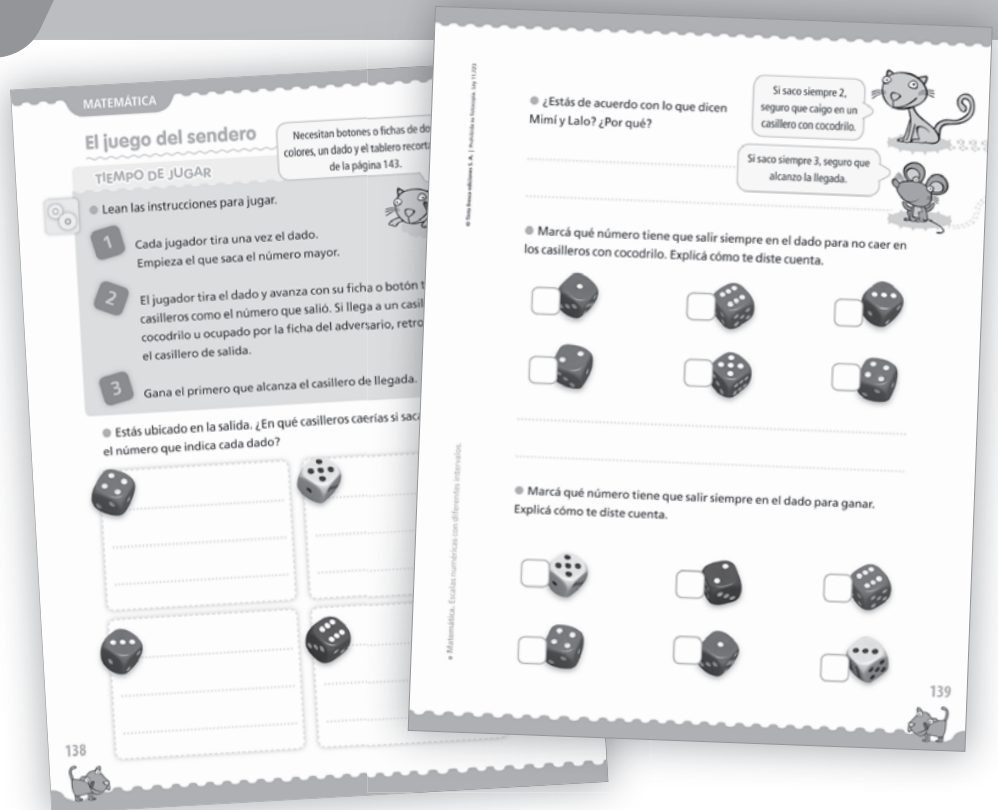 MATEMÁTICA
El juego del sendero
Necesitan botones o fichas de do
colores, un dado y el tablero recort
de la página 143.
TIEMPO DE JUGAR
Lean las instrucciones para jugar.
1
Cada jugador tira una vez el dado.
Empieza el que saca el número mayor.
2
El jugador tira el dado y avanza con su ficha o botón t
casilleros como el número que salió. Si llega a un casil
cocodrilo u ocupado por la ficha del adversario, retro
el casillero de salida.
3
Gana el primero que alcanza el casillero de llegada.
Estás ubicado en la salida. ¿En qué casilleros caerías si sac
el número que indica cada dado?
138
¿Estás de acuerdo con lo que dicen
Mimí y Lalo? ¿Por qué?
Si saco siempre 2,
seguro que caigo en un
casillero con cocodrilo.
Si saco siempre 3, seguro que
alcanzo la llegada.
Marcá qué número tiene que salir siempre en el dado para no caer en
los casilleros con cocodrilo. Explicá cómo te diste cuenta.
Marcá qué número tiene que salir siempre en el dado para ganar.
Explicá cómo te diste cuenta.
• Matemática. Escalas numéricas con diferentes intervalos.
139